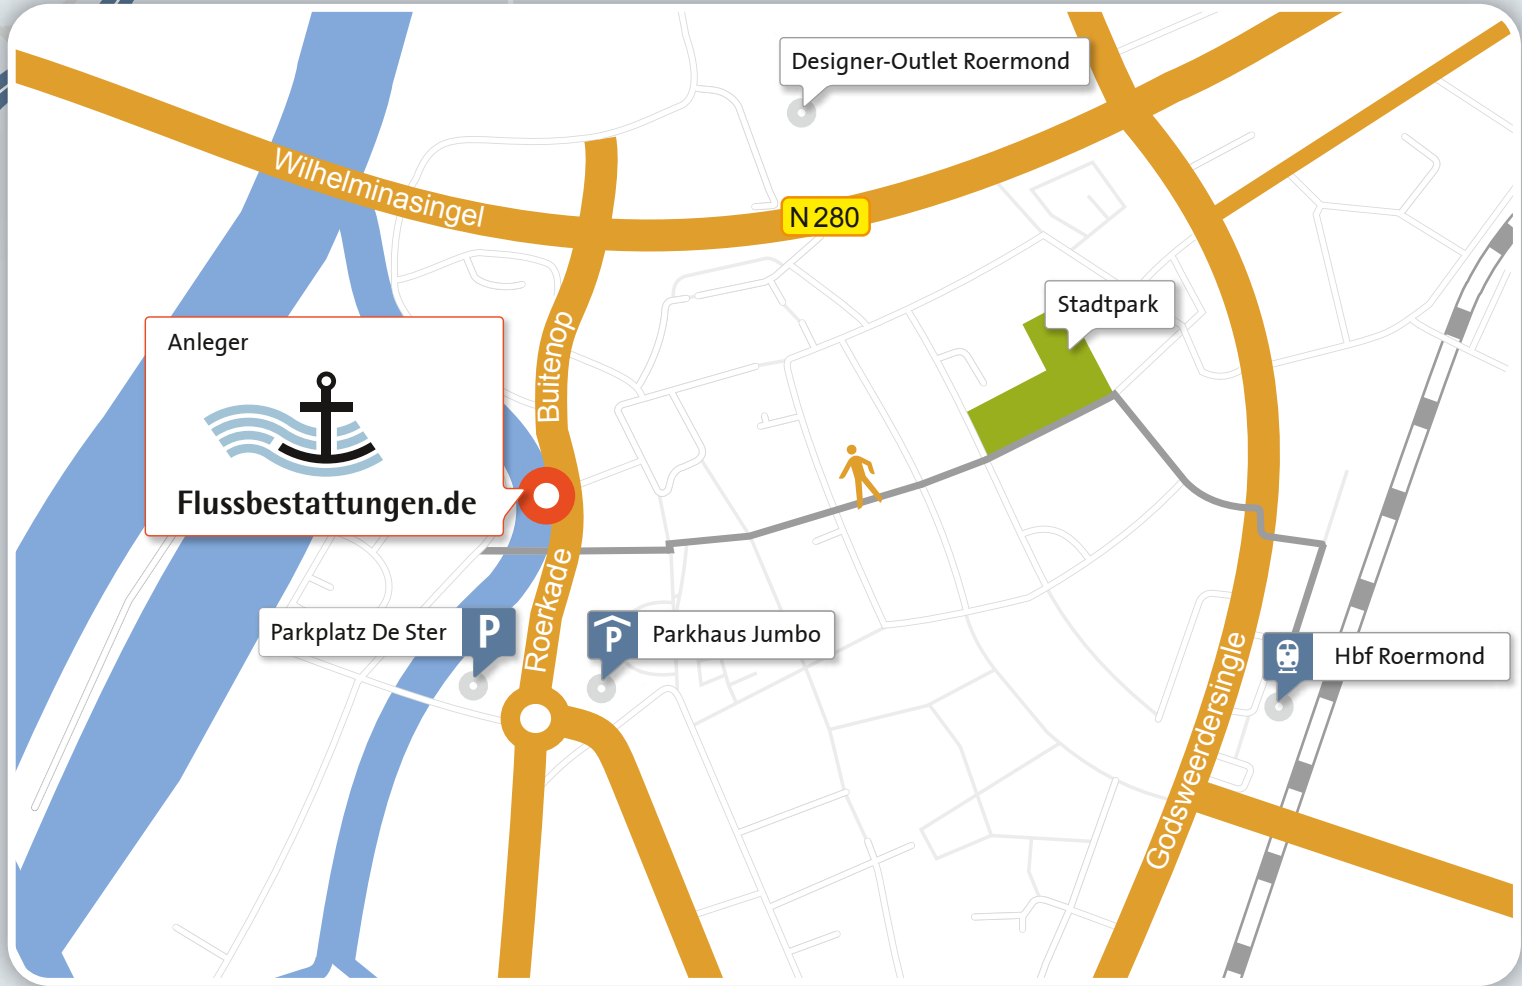 Designer-Outlet Roermond
Wilhelminasingel
N 280
Stadtpark
Anleger
Buitenop
Flussbestattungen.de
Roerkade
Parkplatz De Ster
P
P
Parkhaus Jumbo
Hbf Roermond
Godsweerdersingle